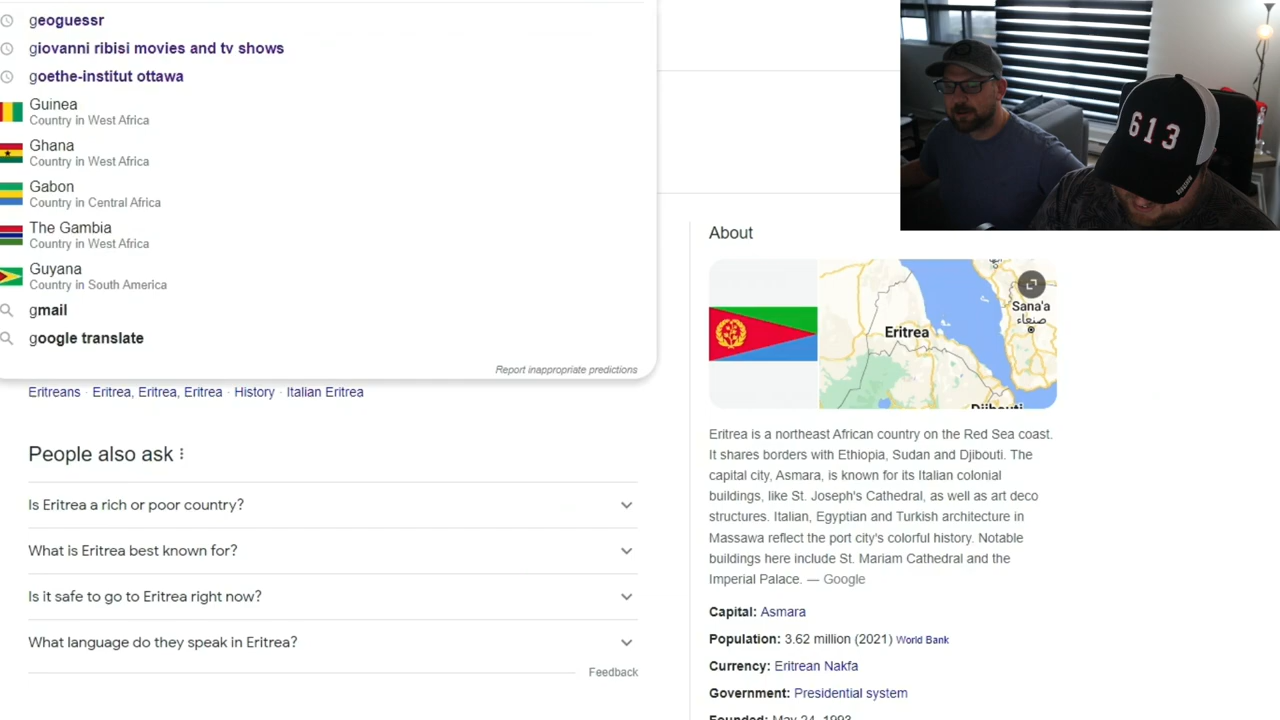 geoguessr
giovanni ribisi movies and tv shows
goethe-institut ottawa
Guinea
Country in West Africa
Ghana
Country in West Africa
Gabon
Country in Central Africa
The Gambia
Country in West Africa
Guyana
Country in South America
gmail
google translate
Report inappropriate predictions
Eritreans · Eritrea, Eritrea, Eritrea · History · Italian Eritrea
People also ask
Is Eritrea a rich or poor country?
What is Eritrea best known for?
Is it safe to go to Eritrea right now?
What language do they speak in Eritrea?
Feedback
613
About
Sana'a
صنعاء
Eritrea
Djibouti
Eritrea is a northeast African country on the Red Sea coast.
It shares borders with Ethiopia, Sudan and Djibouti. The
capital city, Asmara, is known for its Italian colonial
buildings, like St. Joseph's Cathedral, as well as art deco
structures. Italian, Egyptian and Turkish architecture in
Massawa reflect the port city's colorful history. Notable
buildings here include St. Mariam Cathedral and the
Imperial Palace. — Google
Capital: Asmara
Population: 3.62 million (2021) World Bank
Currency: Eritrean Nakfa
Government: Presidential system
Founded: May 24, 1993